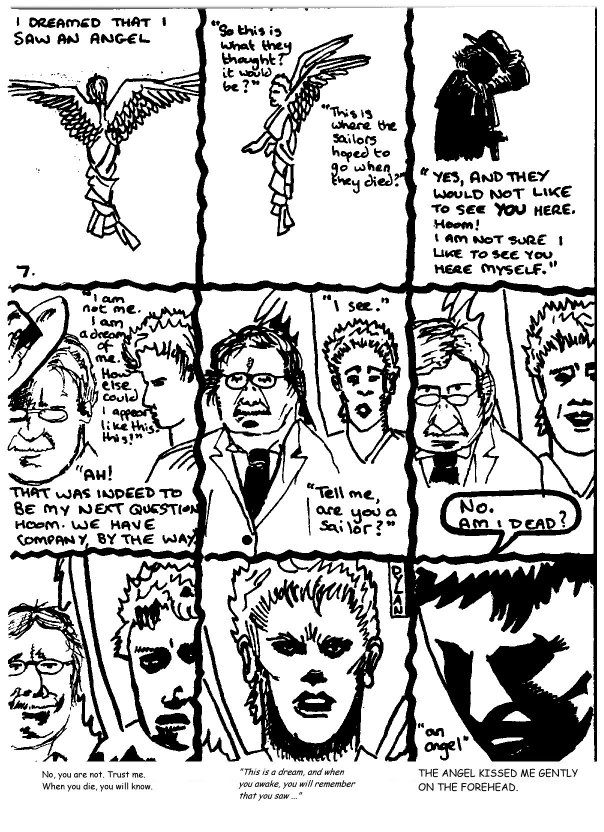 I DREAMED THAT I
SAW AN ANGEL
7.
"So this is
what they
thought?
it would
be?"
"This is
where the
sailors
hoped to
go when
they died?"
"YES, AND THEY
WOULD NOT LIKE
TO SEE YOU HERE.
HOOM!
I AM NOT SURE I
LIKE TO SEE YOU
HERE MYSELF."
"I am
not me.
I am
a dream
of me.
How
else
could
I appear
like this,
this!"
"AH!
THAT WAS INDEED TO
BE MY NEXT QUESTION
HOOM. WE HAVE
COMPANY, BY THE WAY
"I see."
"Tell me,
are you a
sailor?"
No.
AM I DEAD?
No, you are not. Trust me.
When you die, you will know.
DYLAN
"This is a dream, and when
you awake, you will remember
that you saw ..."
"an
angel"
THE ANGEL KISSED ME GENTLY
ON THE FOREHEAD.